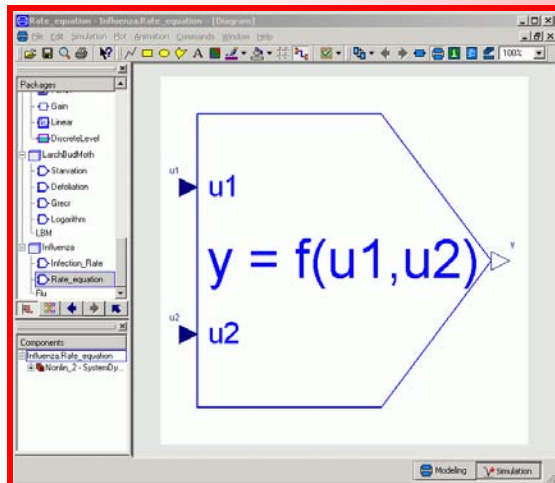 Rate_equation - Influenza.Rate_equation - [Diagram]
File Edit Simulation Plot Animation Commands Window Help
100%
Packages
Gain
Linear
DiscreteLevel
LarchBudMoth
Starvation
Defoliation
Grecr
Logarithm
LBM
Influenza
Infection_Rate
Rate_equation
Flu
Components
Influenza.Rate_equation
Nonlin_2 - SystemDy...
u1
u1
y = f(u1,u2)
y
u2
u2
Modeling
Simulation